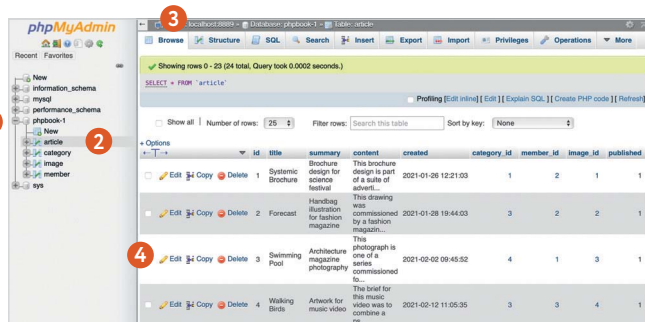 phpMyAdmin
Recent Favorites
New
information_schema
mysql
performance_schema
phpbook-1
New
article
category
image
member
sys
2
3
4
localhost:8889 » Database: phpbook-1 » Table: article
Browse Structure SQL Search Insert Export Import Privileges Operations More
Showing rows 0 - 23 (24 total, Query took 0.0002 seconds.)
SELECT * FROM `article`
Profiling [Edit inline] [ Edit ] [ Explain SQL ] [ Create PHP code ] [ Refresh]
Show all Number of rows: 25 Filter rows: Search this table Sort by key: None
+ Options
←T→ id title summary content created category_id member_id image_id published
Edit Copy Delete 1 Systemic Brochure Brochure design for science festival This brochure design is part of a suite of adverti... 2021-01-26 12:21:03 1 2 1 1
Edit Copy Delete 2 Forecast Handbag illustration for fashion magazine This drawing was commissioned by a fashion magazin... 2021-01-28 19:44:03 3 2 2 1
Edit Copy Delete 3 Swimming Pool Architecture magazine photography This photograph is one of a series commissioned fo... 2021-02-02 09:45:52 4 1 3 1
Edit Copy Delete 4 Walking Birds Artwork for music video The brief for this music video was to combine a 2021-02-12 11:05:35 3 3 4 1